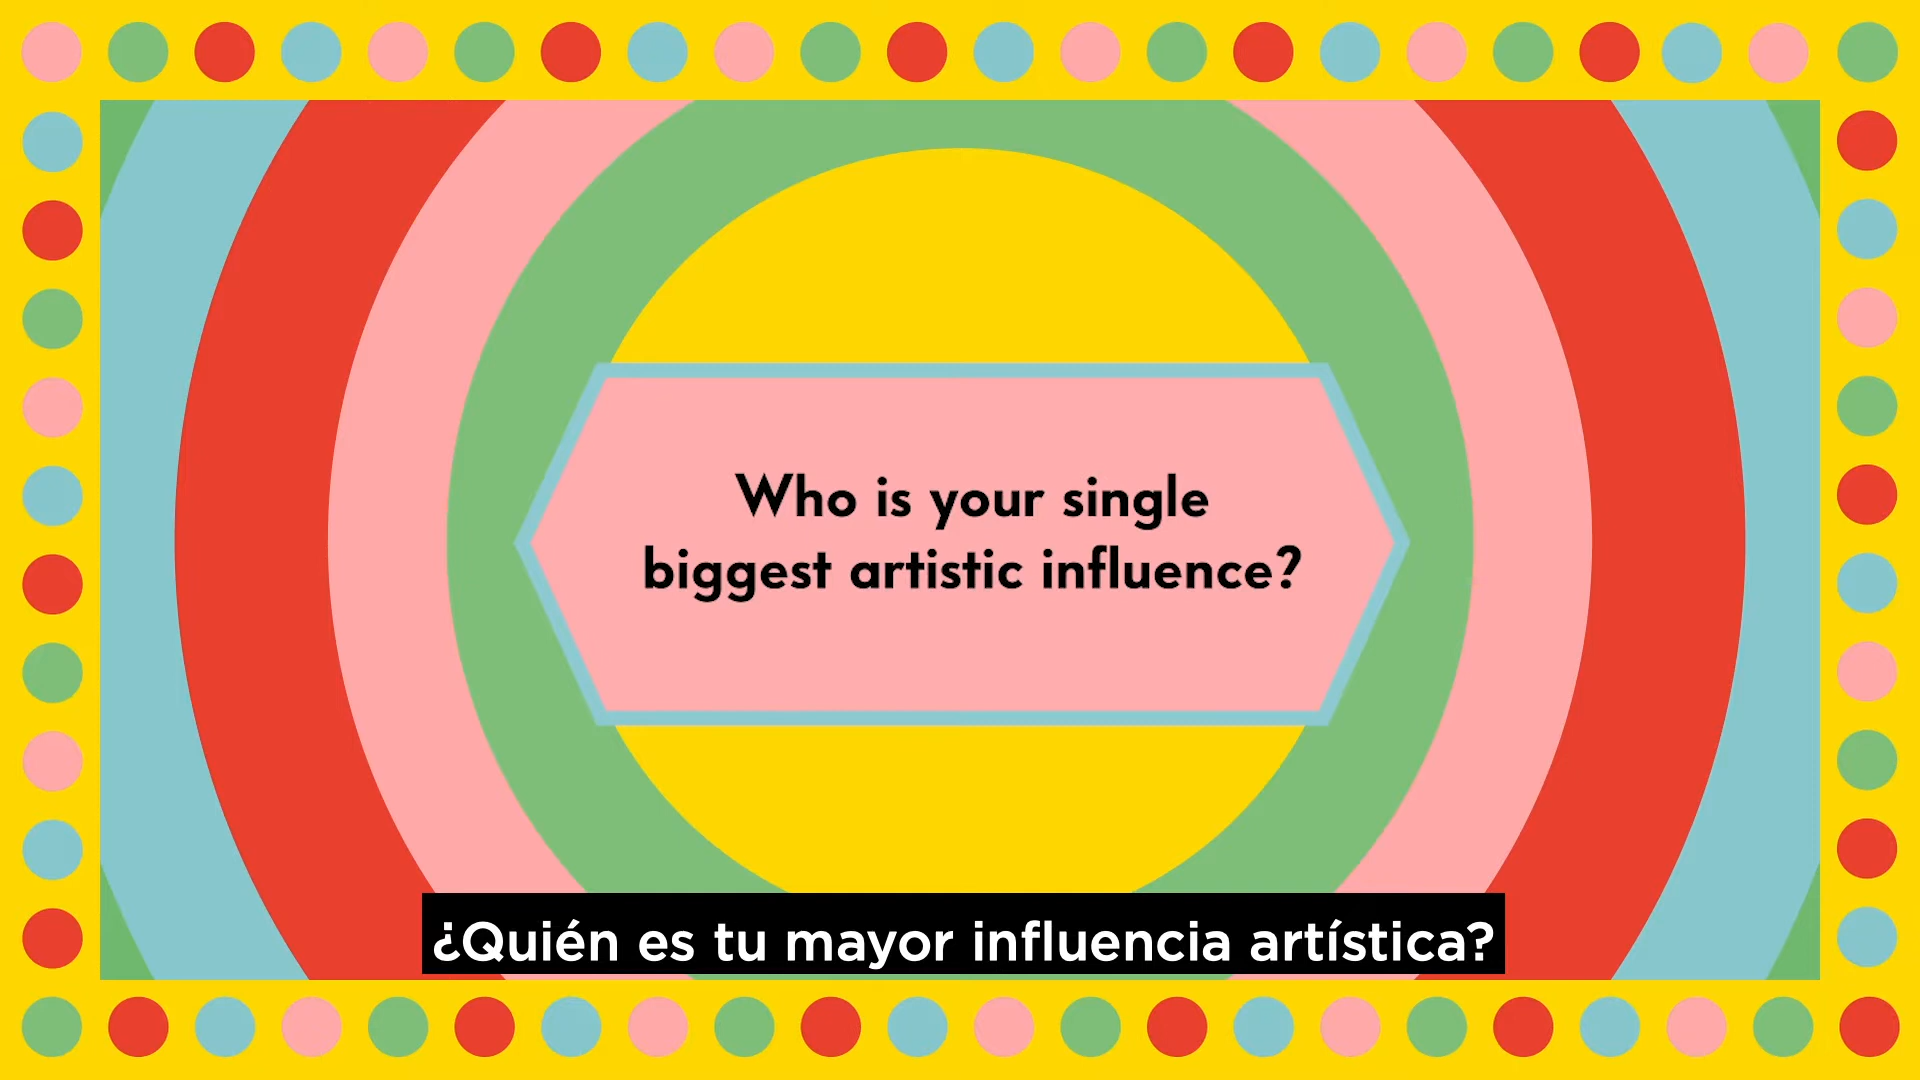 Who is your single
biggest artistic influence?
¿Quién es tu mayor influencia artística?